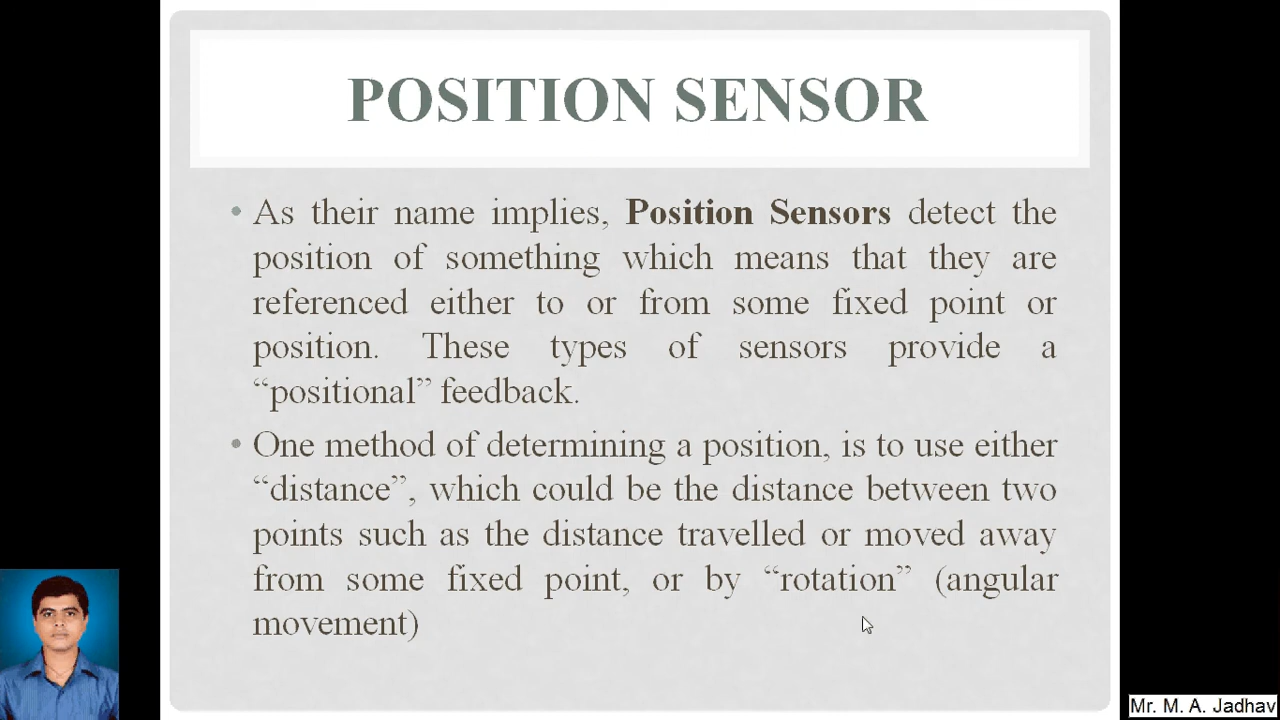 POSITION SENSOR
• As their name implies, Position Sensors detect the
position of something which means that they are
referenced either to or from some fixed point or
position. These types of sensors provide a
“positional” feedback.
• One method of determining a position, is to use either
“distance”, which could be the distance between two
points such as the distance travelled or moved away
from some fixed point, or by “rotation” (angular
movement)
Mr. M. A. Jadhav